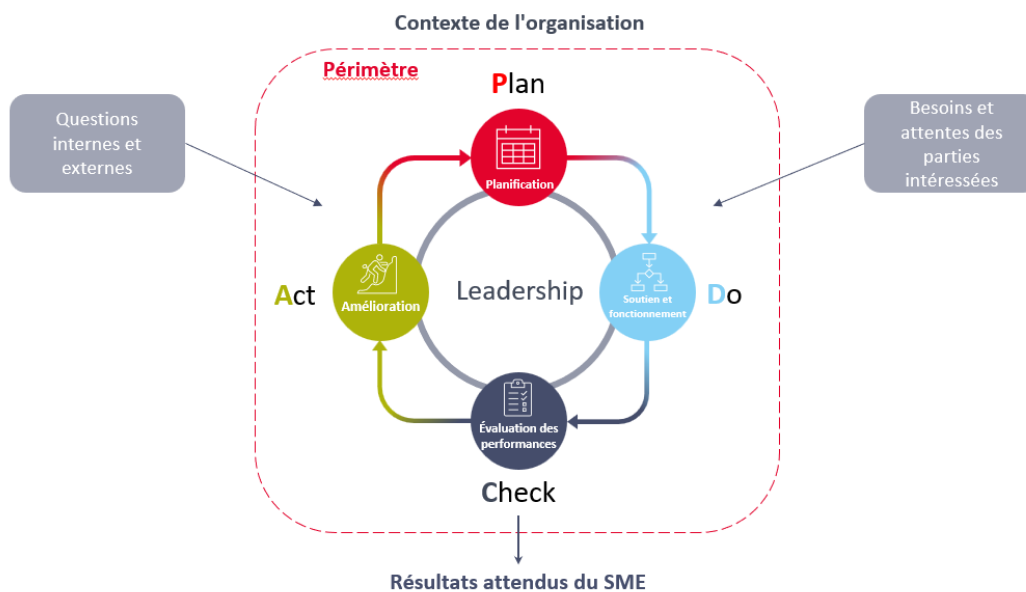 Contexte de l'organisation
Périmètre
Plan
Questions
internes et
externes
Besoins et
attentes des
parties
intéressées
Planification
Act
Amélioration
Leadership
Soutien et
fonctionnement
Do
Évaluation des
performances
Check
Résultats attendus du SME